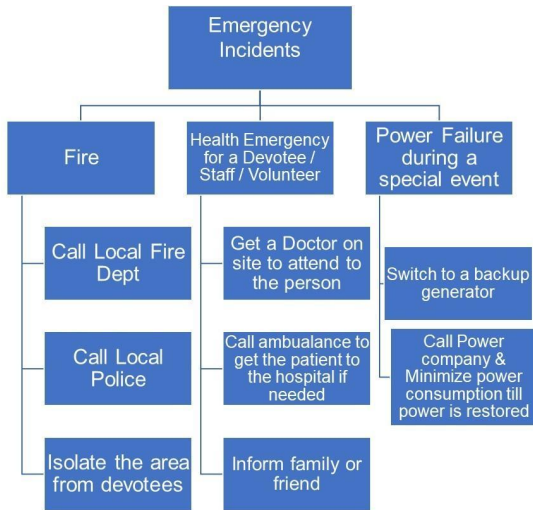 Emergency
Incidents
Fire
Health Emergency
for a Devotee /
Staff / Volunteer
Power Failure
during a
special event
Call Local Fire
Dept
Call Local
Police
Isolate the area
from devotees
Get a Doctor on
site to attend to
the person
Call ambualance to
get the patient to
the hospital if
needed
Inform family or
friend
Switch to a backup
generator
Call Power
company &
Minimize power
consumption till
power is restored